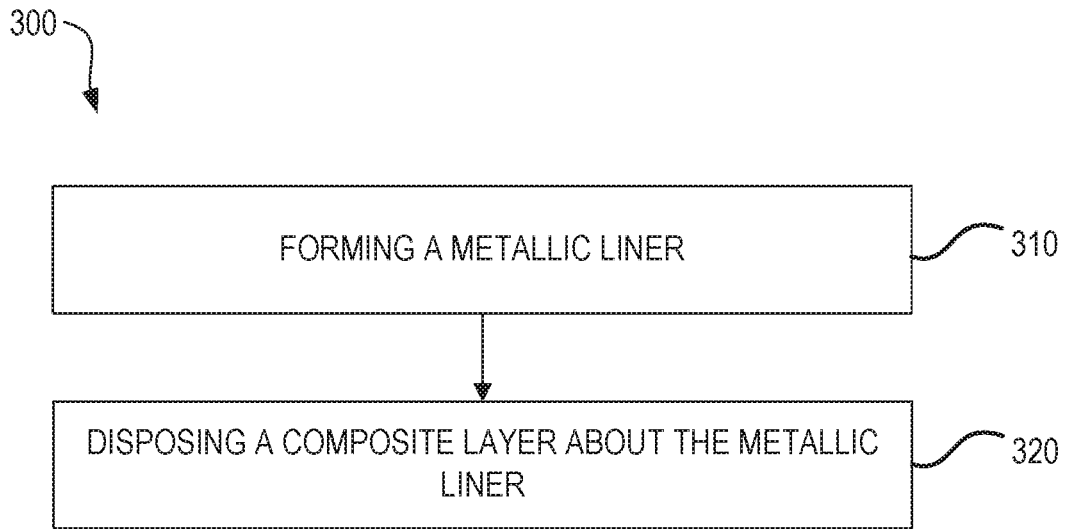 300
FORMING A METALLIC LINER
310
DISPOSING A COMPOSITE LAYER ABOUT THE METALLIC
LINER
320